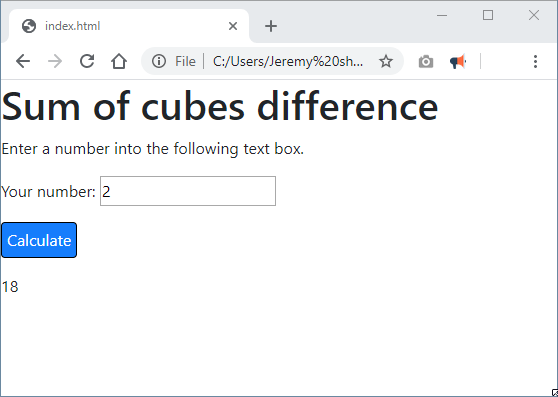 index.html
File C:/Users/Jeremy%20sh...
Sum of cubes difference
Enter a number into the following text box.
Your number: 2
Calculate
18